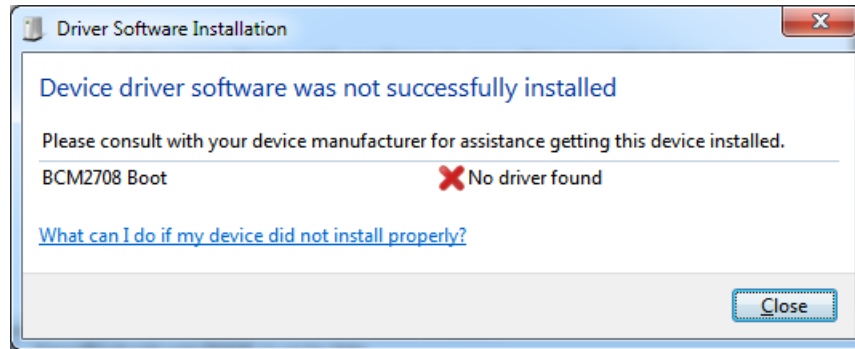 Driver Software Installation
Device driver software was not successfully installed
Please consult with your device manufacturer for assistance getting this device installed.
BCM2708 Boot No driver found
What can I do if my device did not install properly?
Close